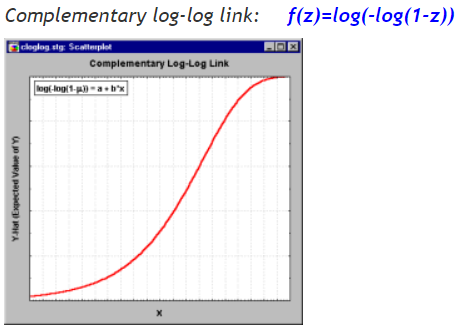 Complementary log-log link: f(z)=log(-log(1-z))
cloglog.stg: Scatterplot
Complementary Log-Log Link
log(-log(1-μ)) = a + b*x
Y-Hat (Expected Value of Y)
X